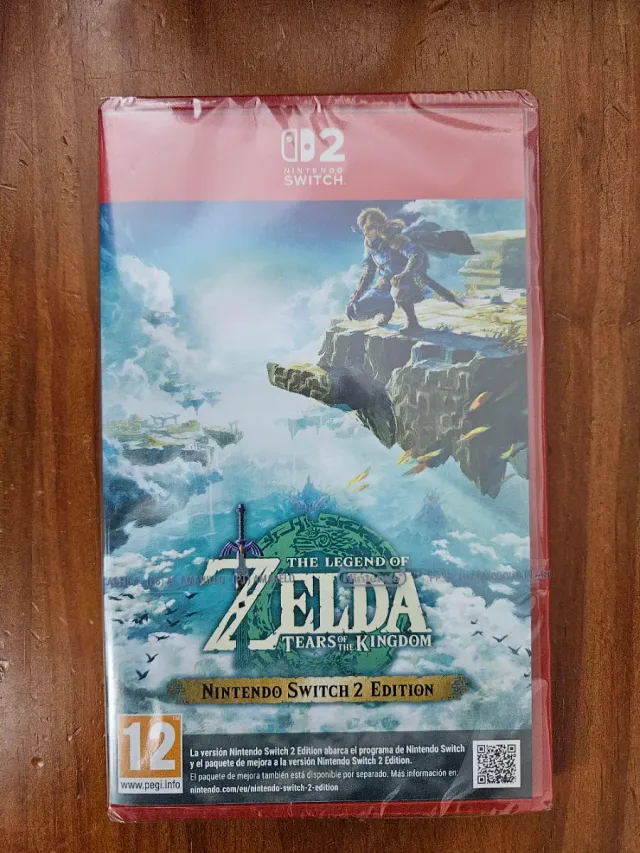 2
NINTENDO
SWITCH
THE LEGEND OF
ZELDA
TEARS OF THE KINGDOM
NINTENDO SWITCH 2 EDITION
12
www.pegi.info
La versión Nintendo Switch 2 Edition abarca el programa de Nintendo Switch
y el paquete de mejora a la versión Nintendo Switch 2 Edition.
El paquete de mejora también está disponible por separado. Más información en:
nintendo.com/eu/nintendo-switch-2-edition